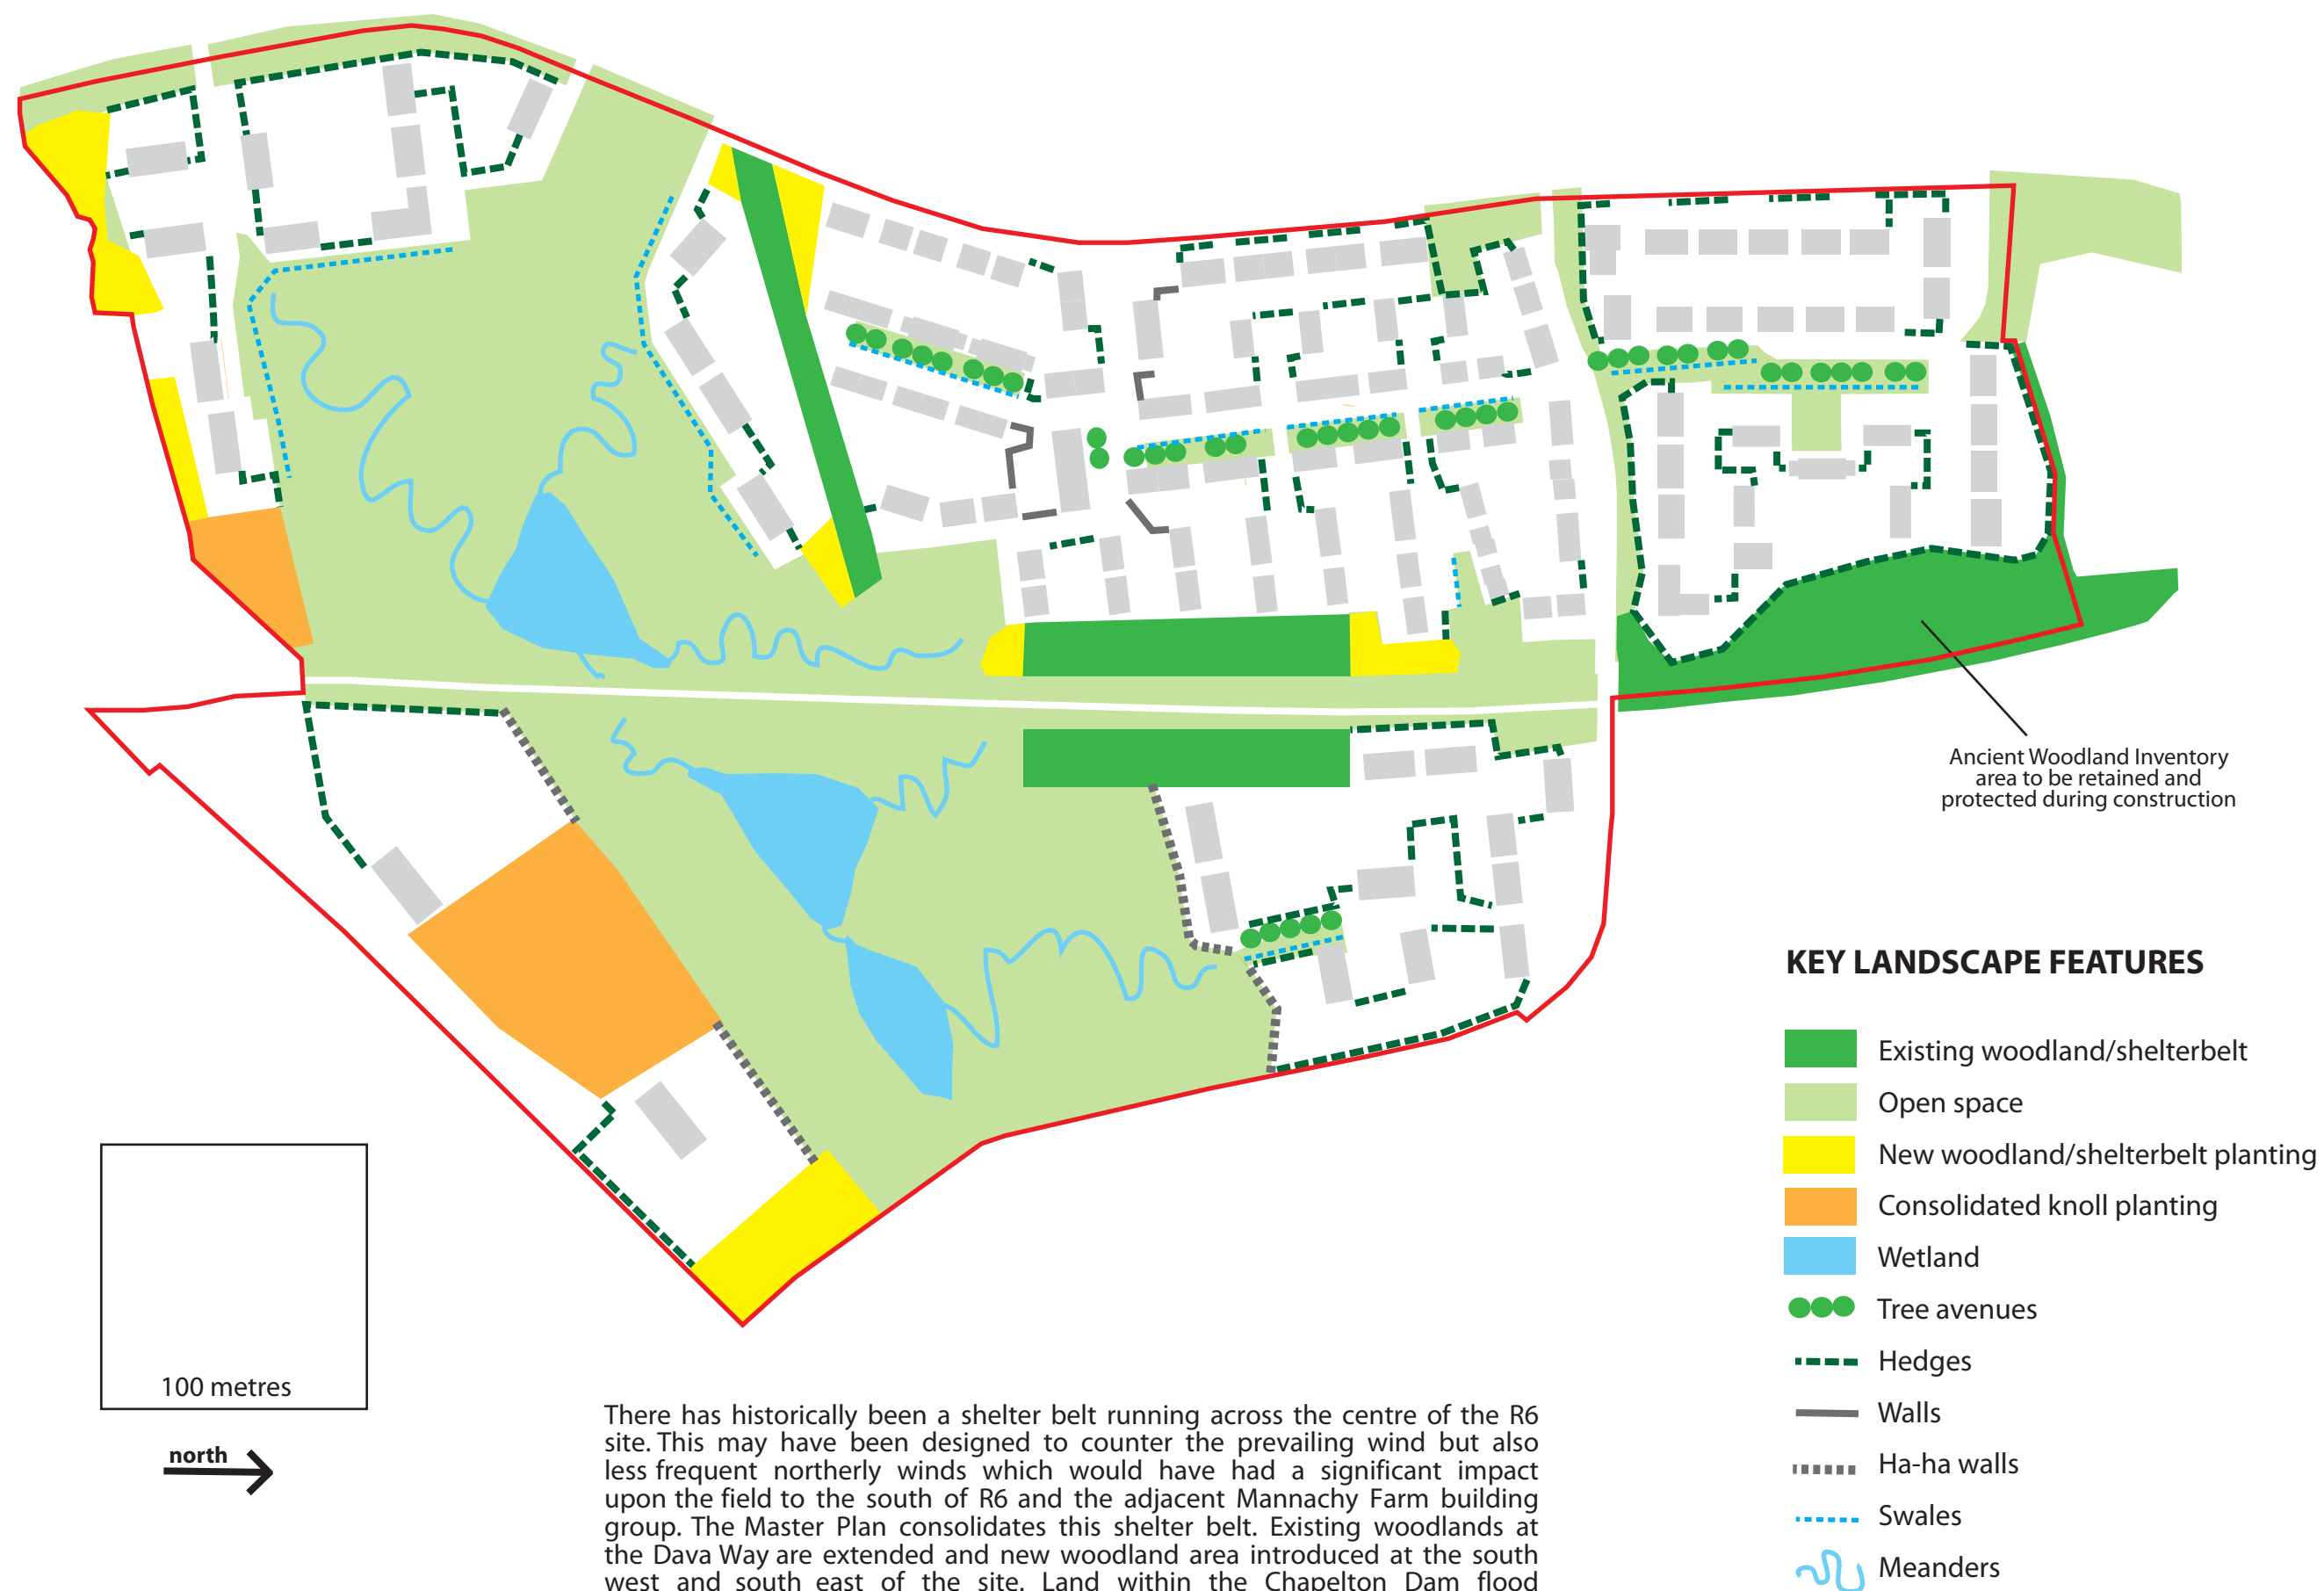 Ancient Woodland Inventory
area to be retained and
protected during construction
KEY LANDSCAPE FEATURES
Existing woodland/shelterbelt
Open space
New woodland/shelterbelt planting
Consolidated knoll planting
Wetland
Tree avenues
Hedges
Walls
Ha-ha walls
Swales
Meanders
100 metres
north
There has historically been a shelter belt running across the centre of the R6
site. This may have been designed to counter the prevailing wind but also
less frequent northerly winds which would have had a significant impact
upon the field to the south of R6 and the adjacent Mannachy Farm building
group. The Master Plan consolidates this shelter belt. Existing woodlands at
the Dava Way are extended and new woodland area introduced at the south
west and south east of the site. Land within the Chapelton Dam flood